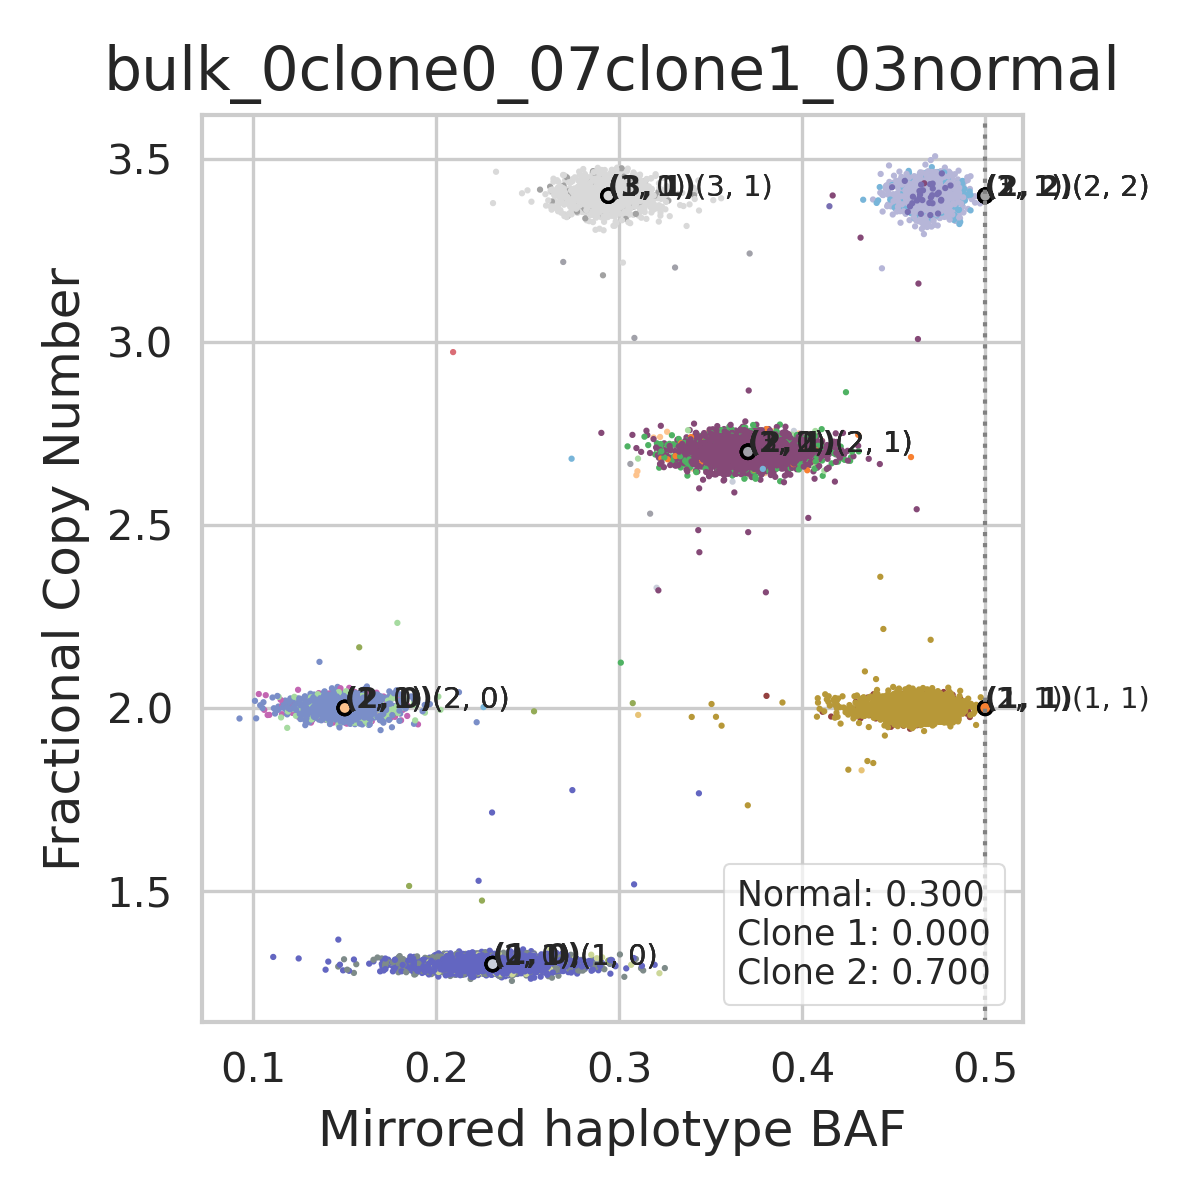 bulk_0clone0_07clone1_03normal
3.5
3.0
2.5
2.0
1.5
Fractional Copy Number
(3, 1)
(2, 2)
(2, 1)
(2, 0)
(1, 1)
(1, 0)
Normal: 0.300
Clone 1: 0.000
Clone 2: 0.700
0.1 0.2 0.3 0.4 0.5
Mirrored haplotype BAF